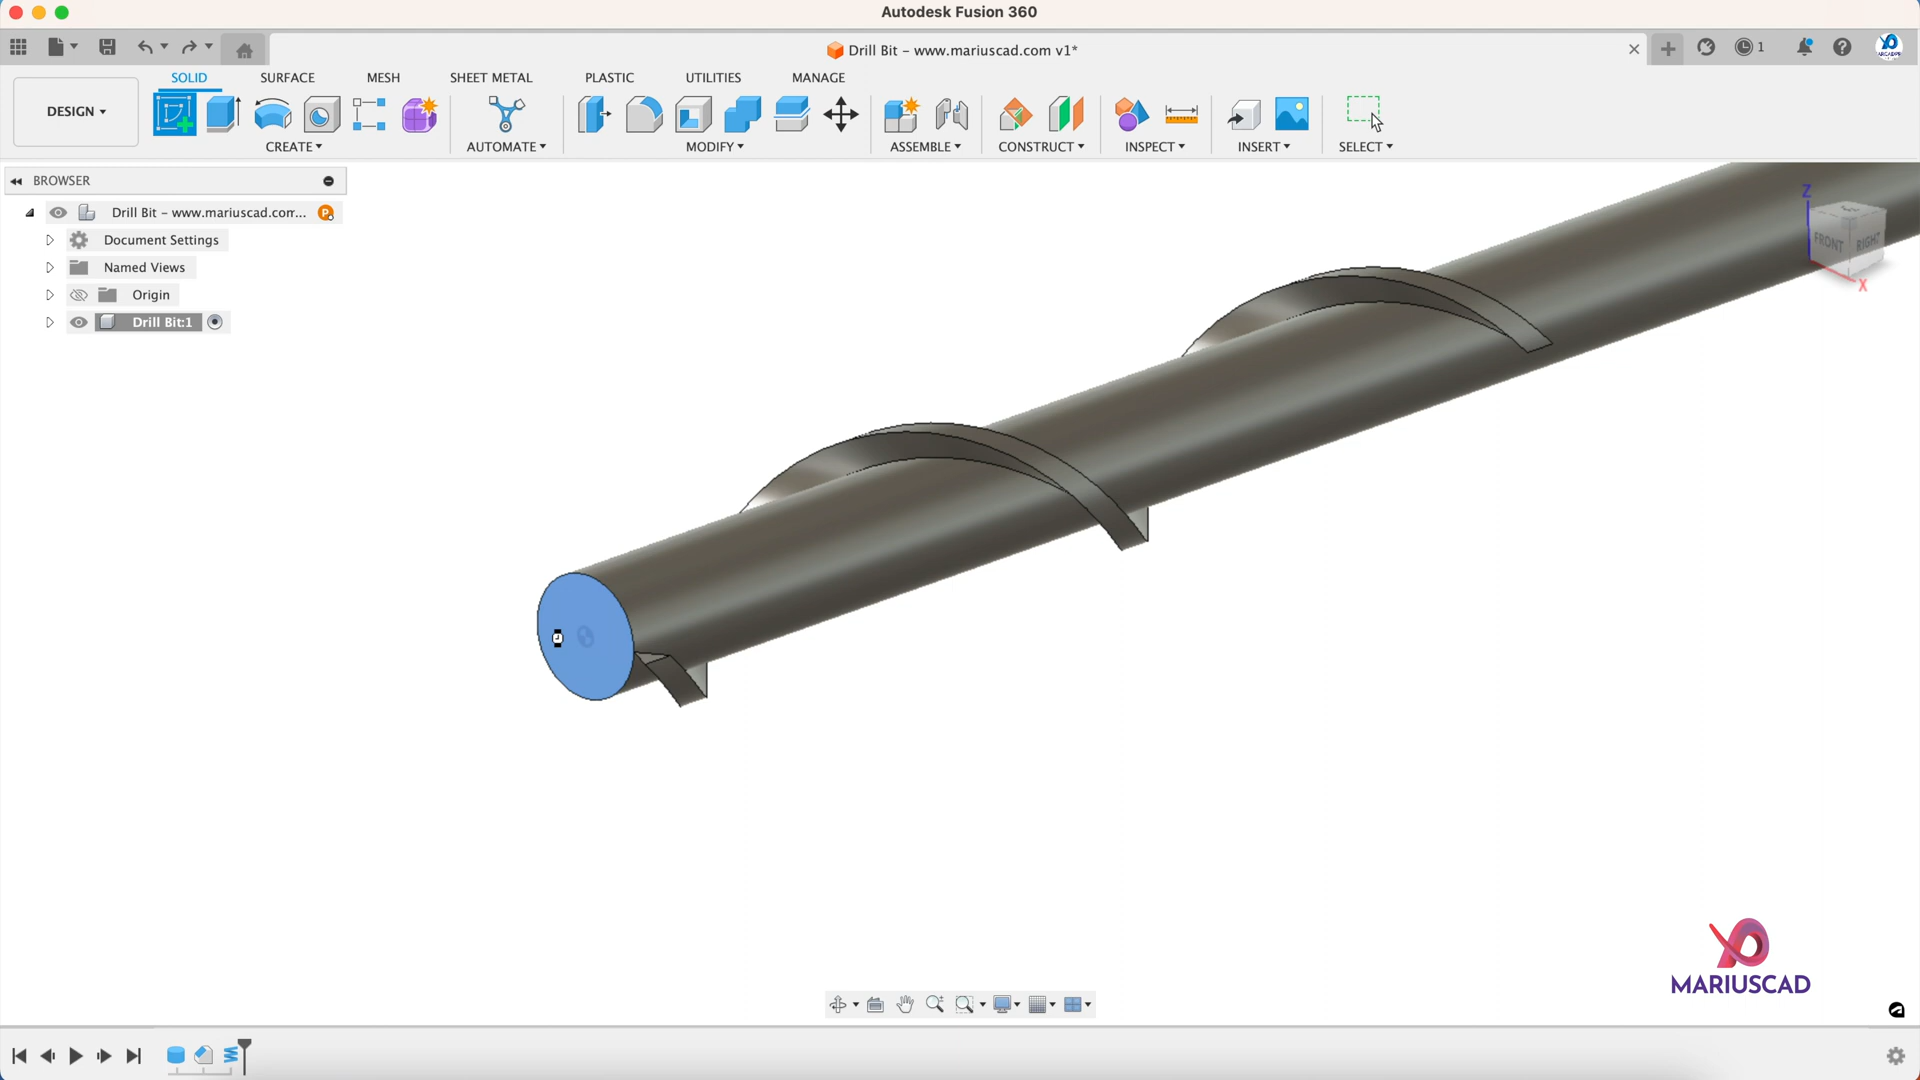 Autodesk Fusion 360
Drill Bit – www.mariuscad.com v1*
1
DESIGN
SOLID
SURFACE
MESH
SHEET METAL
PLASTIC
UTILITIES
MANAGE
CREATE
AUTOMATE
MODIFY
ASSEMBLE
CONSTRUCT
INSPECT
INSERT
SELECT
BROWSER
Drill Bit – www.mariuscad.com...
Document Settings
Named Views
Origin
Drill Bit:1
Z
FRONT
RIGHT
X
MARIUSCAD